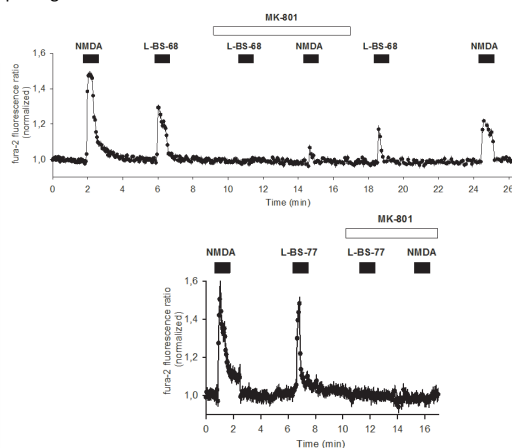 MK-801
NMDA L-BS-68 L-BS-68 NMDA L-BS-68 NMDA
fura-2 fluorescence ratio
(normalized)
1,6
1,4
1,2
1,0
0 2 4 6 8 10 12 14 16 18 20 22 24 26
Time (min)
MK-801
NMDA L-BS-77 L-BS-77 NMDA
fura-2 fluorescence ratio
(normalized)
1,6
1,4
1,2
1,0
0 2 4 6 8 10 12 14 16
Time (min)